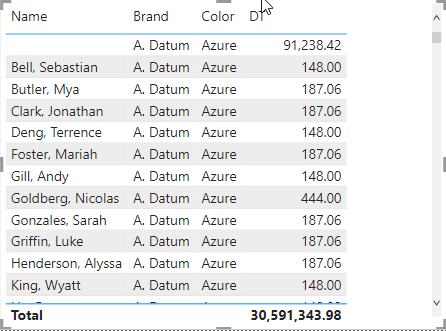 Name Brand Color D1
A. Datum Azure 91,238.42
Bell, Sebastian A. Datum Azure 148.00
Butler, Mya A. Datum Azure 187.06
Clark, Jonathan A. Datum Azure 187.06
Deng, Terrence A. Datum Azure 148.00
Foster, Mariah A. Datum Azure 187.06
Gill, Andy A. Datum Azure 148.00
Goldberg, Nicolas A. Datum Azure 444.00
Gonzales, Sarah A. Datum Azure 187.06
Griffin, Luke A. Datum Azure 187.06
Henderson, Alyssa A. Datum Azure 187.06
King, Wyatt A. Datum Azure 148.00
Total 30,591,343.98